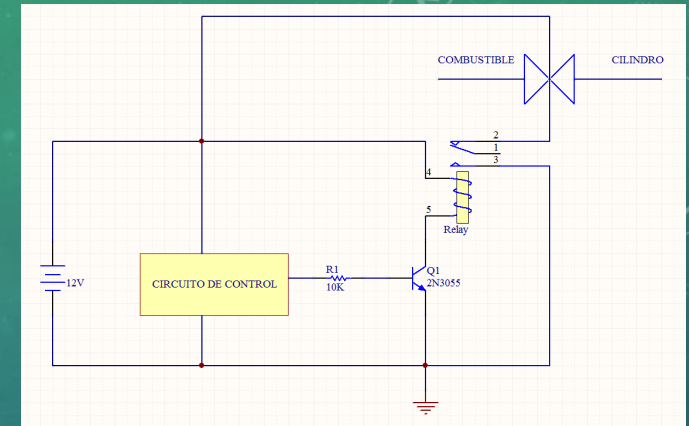 COMBUSTIBLE
CILINDRO
2
1
3
4
5
Relay
R1
10K
Q1
2N3055
CIRCUITO DE CONTROL
12V